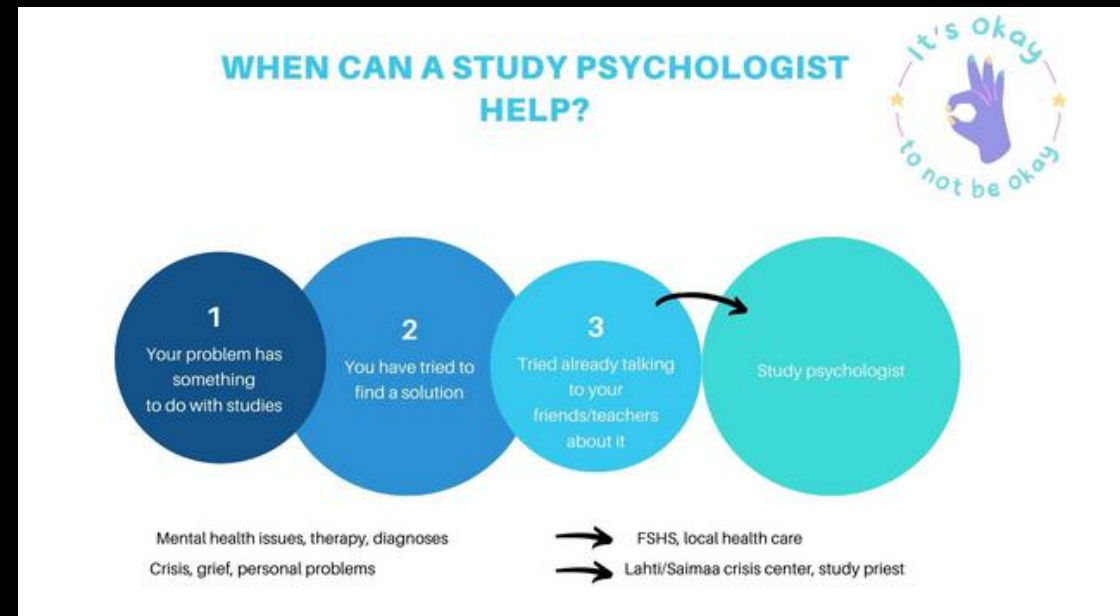 WHEN CAN A STUDY PSYCHOLOGIST
HELP?
It's okay
to not be okay
1
Your problem has
something
to do with studies
2
You have tried to
find a solution
3
Tried already talking
to your
friends/teachers
about it
Study psychologist
Mental health issues, therapy, diagnoses
FSHS, local health care
Crisis, grief, personal problems
Lahti/Saimaa crisis center, study priest